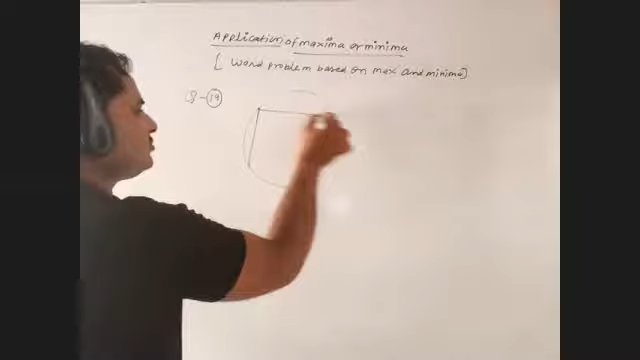 Application of maxima or minima
[ Word problem based on max and minima]
Q-19